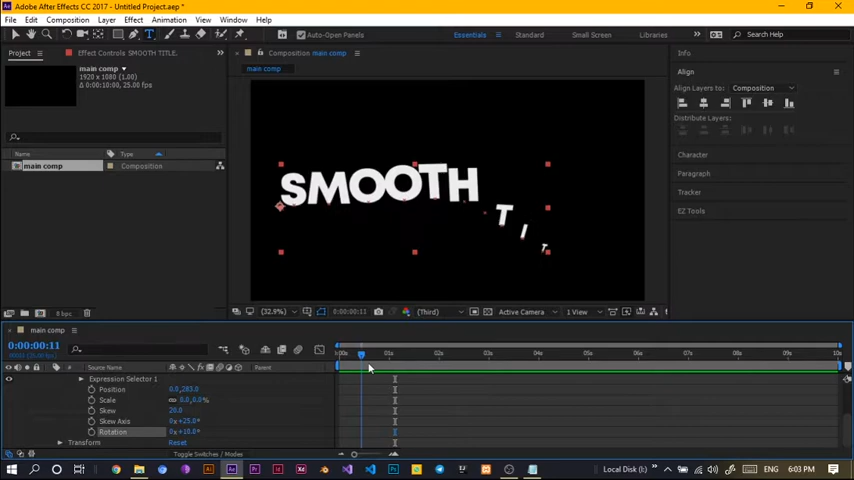 Adobe After Effects CC 2017 - Untitled Project.aep *
File Edit Composition Layer Effect Animation View Window Help
Auto-Open Panels
Essentials
Standard
Small Screen
Libraries
Search Help
Project
Effect Controls SMOOTH TITLE.
Composition main comp
Info
main comp
1920 x 1080 (1.00)
Δ 0:00:10:00, 25.00 fps
main comp
Align
Align Layers to: Composition
Distribute Layers:
Name
Type
main comp
Composition
Character
Paragraph
Tracker
EZ Tools
SMOOTH TIT
8 bpc
(32.9%)
0:00:00:11
(Third)
Active Camera
1 View
main comp
0:00:00:11
00011 (25.00 fps)
:00s 01s 02s 03s 04s 05s 06s 07s 08s 09s 10s
Source Name
Parent
Expression Selector 1
Position 0.0,283.0
Scale 0.0,0.0%
Skew 20.0
Skew Axis 0x+25.0°
Rotation 0x+18.0°
Transform Reset
Toggle Switches / Modes
Local Disk (I:)
ENG
6:03 PM